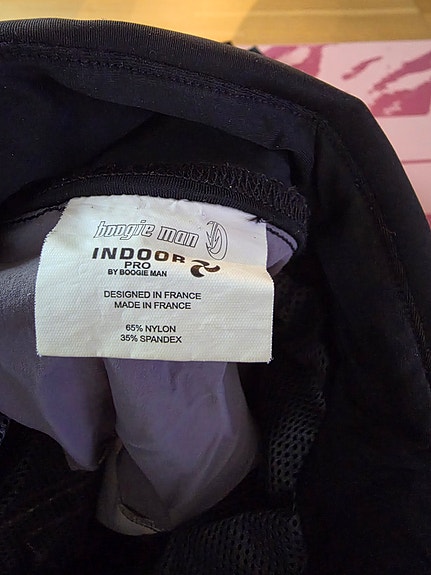 boogie man
INDOOR
PRO
BY BOOGIE MAN
DESIGNED IN FRANCE
MADE IN FRANCE
65% NYLON
35% SPANDEX